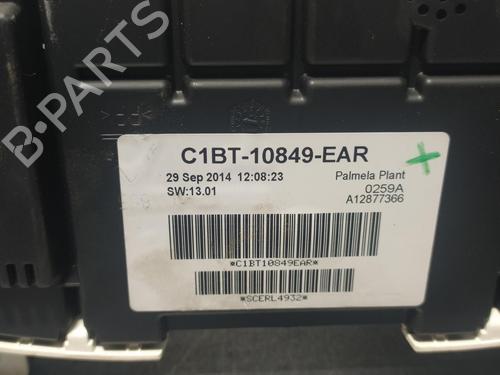 B-PARTS
C1BT-10849-EAR
29 Sep 2014 12:08:23
Palmela Plant
SW:13.01
0259A
A12877366
*C1BT10849EAR*
*SCERL4932*